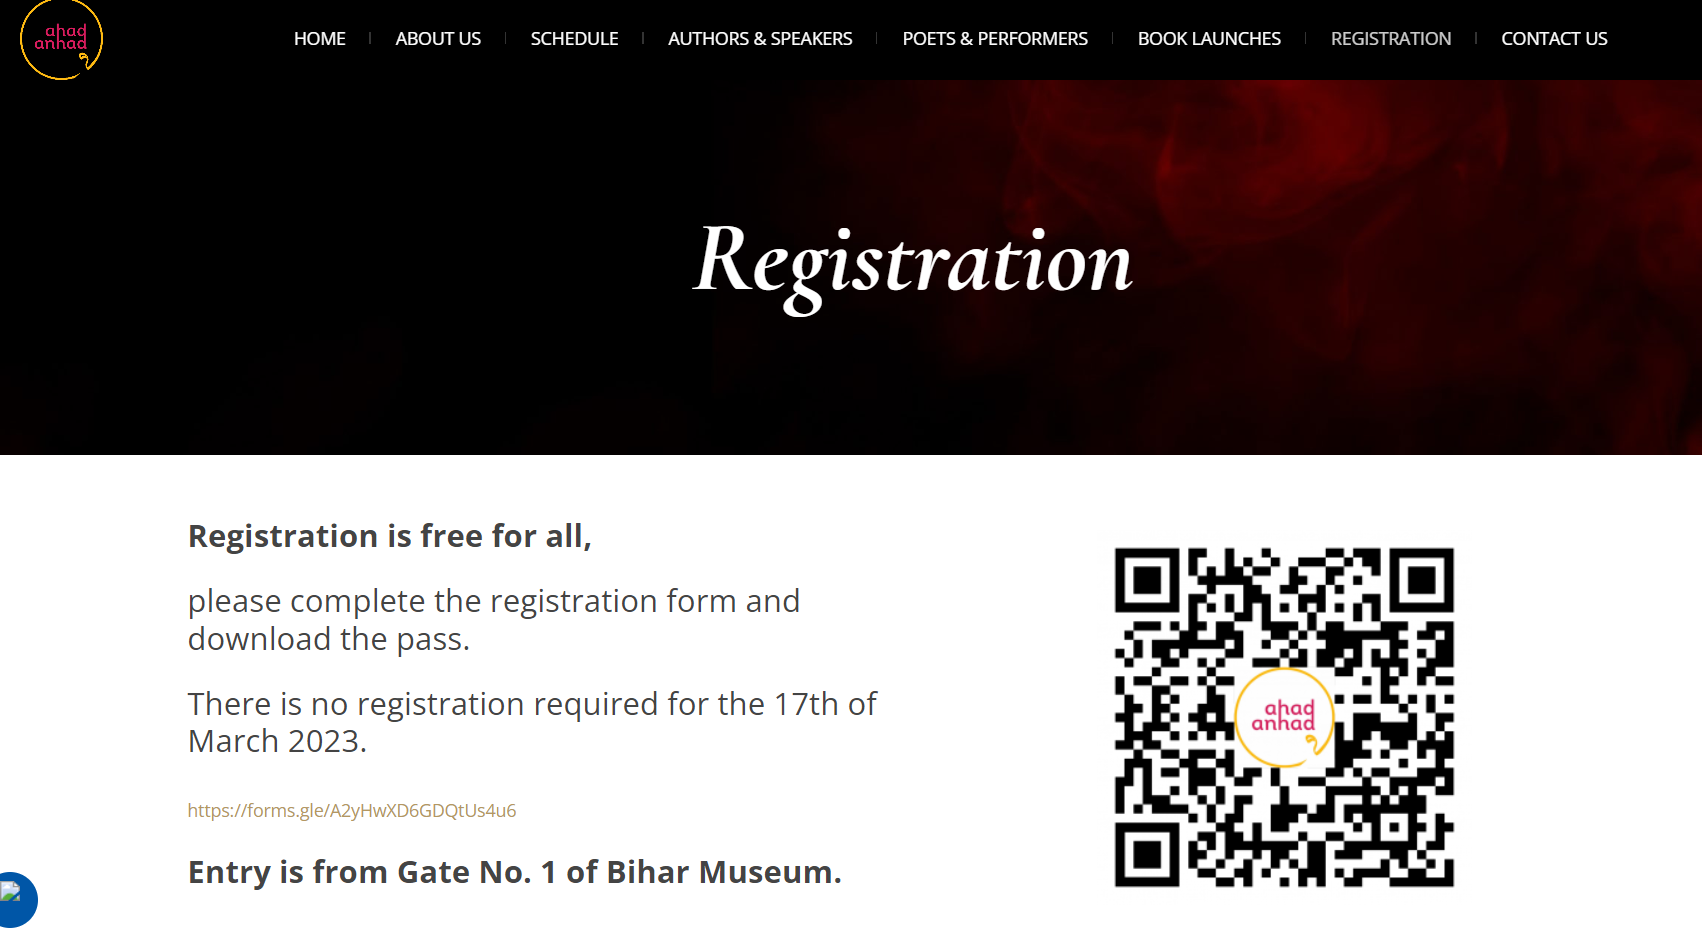 ahad
anhad
HOME
ABOUT US
SCHEDULE
AUTHORS & SPEAKERS
POETS & PERFORMERS
BOOK LAUNCHES
REGISTRATION
CONTACT US
Registration
Registration is free for all,
please complete the registration form and
download the pass.
There is no registration required for the 17th of
March 2023.
https://forms.gle/A2yHwXD6GDQtUs4u6
Entry is from Gate No. 1 of Bihar Museum.
ahad
anhad